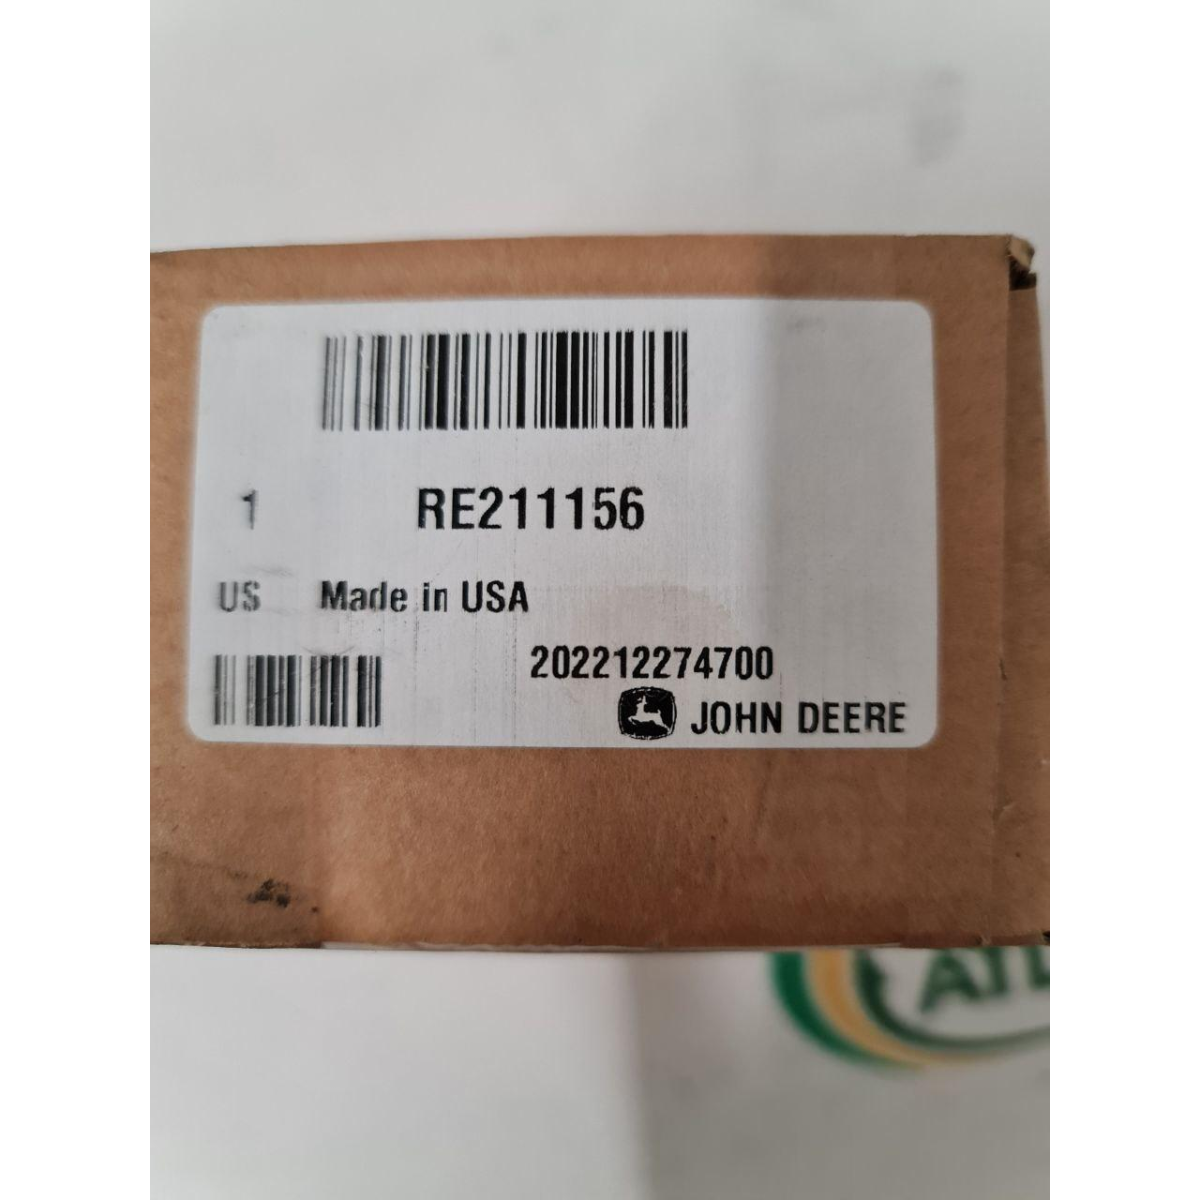 1 RE211156
US Made in USA
202212274700
JOHN DEERE